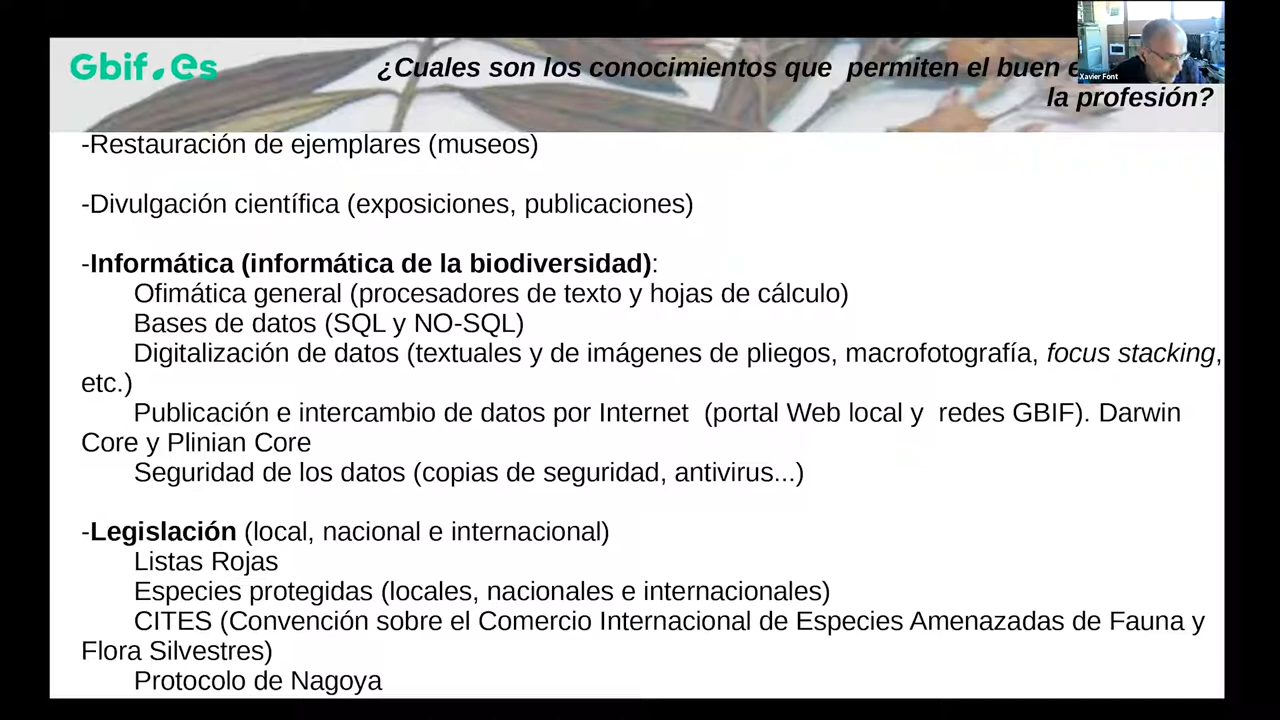 Gbif.es
¿Cuales son los conocimientos que permiten el buen
la profesión?
Xavier Font
-Restauración de ejemplares (museos)
-Divulgación científica (exposiciones, publicaciones)
-Informática (informática de la biodiversidad):
Ofimática general (procesadores de texto y hojas de cálculo)
Bases de datos (SQL y NO-SQL)
Digitalización de datos (textuales y de imágenes de pliegos, macrofotografía, focus stacking,
etc.)
Publicación e intercambio de datos por Internet (portal Web local y redes GBIF). Darwin
Core y Plinian Core
Seguridad de los datos (copias de seguridad, antivirus...)
-Legislación (local, nacional e internacional)
Listas Rojas
Especies protegidas (locales, nacionales e internacionales)
CITES (Convención sobre el Comercio Internacional de Especies Amenazadas de Fauna y
Flora Silvestres)
Protocolo de Nagoya